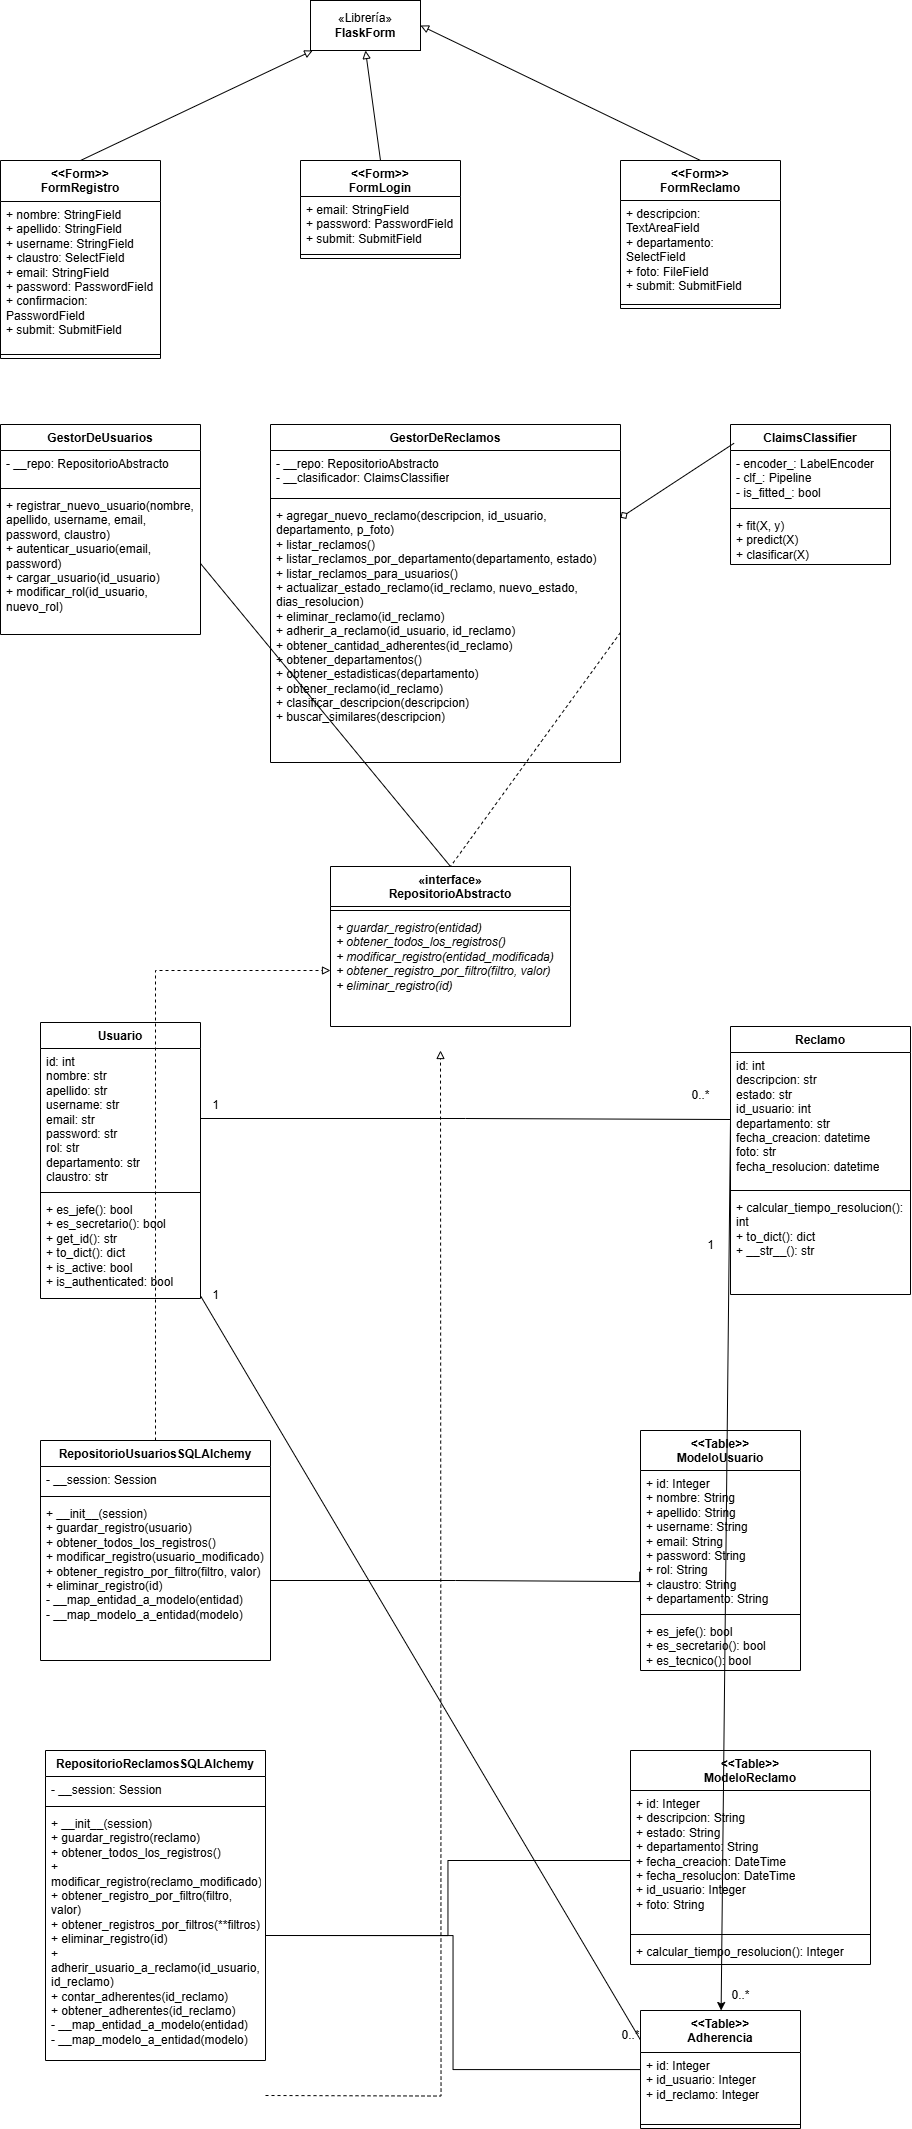 «Librería»
FlaskForm
<<Form>>
FormRegistro
+ nombre: StringField
+ apellido: StringField
+ username: StringField
+ claustro: SelectField
+ email: StringField
+ password: PasswordField
+ confirmacion:
PasswordField
+ submit: SubmitField
<<Form>>
FormLogin
+ email: StringField
+ password: PasswordField
+ submit: SubmitField
<<Form>>
FormReclamo
+ descripcion:
TextAreaField
+ departamento:
SelectField
+ foto: FileField
+ submit: SubmitField
GestorDeUsuarios
- __repo: RepositorioAbstracto
+ registrar_nuevo_usuario(nombre,
apellido, username, email,
password, claustro)
+ autenticar_usuario(email,
password)
+ cargar_usuario(id_usuario)
+ modificar_rol(id_usuario,
nuevo_rol)
GestorDeReclamos
- __repo: RepositorioAbstracto
- __clasificador: ClaimsClassifier
+ agregar_nuevo_reclamo(descripcion, id_usuario,
departamento, p_foto)
+ listar_reclamos()
+ listar_reclamos_por_departamento(departamento, estado)
+ listar_reclamos_para_usuarios()
+ actualizar_estado_reclamo(id_reclamo, nuevo_estado,
dias_resolucion)
+ eliminar_reclamo(id_reclamo)
+ adherir_a_reclamo(id_usuario, id_reclamo)
+ obtener_cantidad_adherentes(id_reclamo)
+ obtener_departamentos()
+ obtener_estadisticas(departamento)
+ obtener_reclamo(id_reclamo)
+ clasificar_descripcion(descripcion)
+ buscar_similares(descripcion)
ClaimsClassifier
- encoder_: LabelEncoder
- clf_: Pipeline
- is_fitted_: bool
+ fit(X, y)
+ predict(X)
+ clasificar(X)
«interface»
RepositorioAbstracto
+ guardar_registro(entidad)
+ obtener_todos_los_registros()
+ modificar_registro(entidad_modificada)
+ obtener_registro_por_filtro(filtro, valor)
+ eliminar_registro(id)
Usuario
id: int
nombre: str
apellido: str
username: str
email: str
password: str
rol: str
departamento: str
claustro: str
+ es_jefe(): bool
+ es_secretario(): bool
+ get_id(): str
+ to_dict(): dict
+ is_active: bool
+ is_authenticated: bool
1
0..*
1
1
Reclamo
id: int
descripcion: str
estado: str
id_usuario: int
departamento: str
fecha_creacion: datetime
foto: str
fecha_resolucion: datetime
+ calcular_tiempo_resolucion():
int
+ to_dict(): dict
+ __str__(): str
RepositorioUsuariosSQLAlchemy
- __session: Session
+ __init__(session)
+ guardar_registro(usuario)
+ obtener_todos_los_registros()
+ modificar_registro(usuario_modificado)
+ obtener_registro_por_filtro(filtro, valor)
+ eliminar_registro(id)
- __map_entidad_a_modelo(entidad)
- __map_modelo_a_entidad(modelo)
<<Table>>
ModeloUsuario
+ id: Integer
+ nombre: String
+ apellido: String
+ username: String
+ email: String
+ password: String
+ rol: String
+ claustro: String
+ departamento: String
+ es_jefe(): bool
+ es_secretario(): bool
+ es_tecnico(): bool
RepositorioReclamosSQLAlchemy
- __session: Session
+ __init__(session)
+ guardar_registro(reclamo)
+ obtener_todos_los_registros()
+
modificar_registro(reclamo_modificado)
+ obtener_registro_por_filtro(filtro,
valor)
+ obtener_registros_por_filtros(**filtros)
+ eliminar_registro(id)
+
adherir_usuario_a_reclamo(id_usuario,
id_reclamo)
+ contar_adherentes(id_reclamo)
+ obtener_adherentes(id_reclamo)
- __map_entidad_a_modelo(entidad)
- __map_modelo_a_entidad(modelo)
<<Table>>
ModeloReclamo
+ id: Integer
+ descripcion: String
+ estado: String
+ departamento: String
+ fecha_creacion: DateTime
+ fecha_resolucion: DateTime
+ id_usuario: Integer
+ foto: String
+ calcular_tiempo_resolucion(): Integer
0..*
0..*
<<Table>>
Adherencia
+ id: Integer
+ id_usuario: Integer
+ id_reclamo: Integer